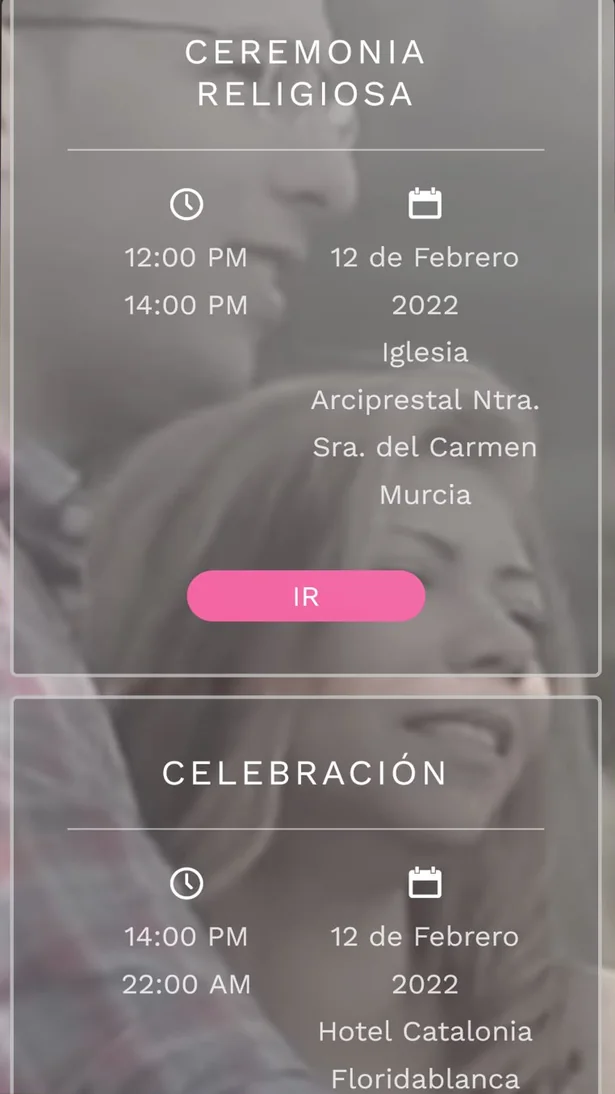 CEREMONIA
RELIGIOSA
12:00 PM
14:00 PM
12 de Febrero
2022
Iglesia
Arciprestal Ntra.
Sra. del Carmen
Murcia
IR
CELEBRACIÓN
14:00 PM
22:00 AM
12 de Febrero
2022
Hotel Catalonia
Floridablanca